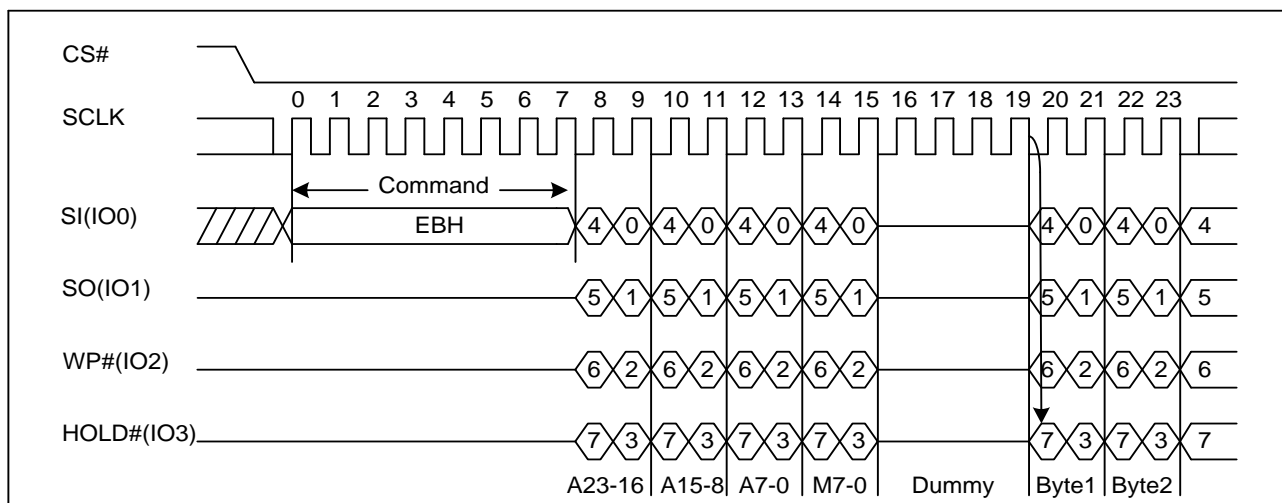 CS#
0 1 2 3 4 5 6 7 8 9 10 11 12 13 14 15 16 17 18 19 20 21 22 23
SCLK
Command
SI(IO0) EBH 4 0 4 0 4 0 4 0 4 0 4 0 4
SO(IO1) 5 1 5 1 5 1 5 1 5 1 5 1 5
WP#(IO2) 6 2 6 2 6 2 6 2 6 2 6 2 6
HOLD#(IO3) 7 3 7 3 7 3 7 3 7 3 7 3 7
A23-16 A15-8 A7-0 M7-0 Dummy Byte1 Byte2